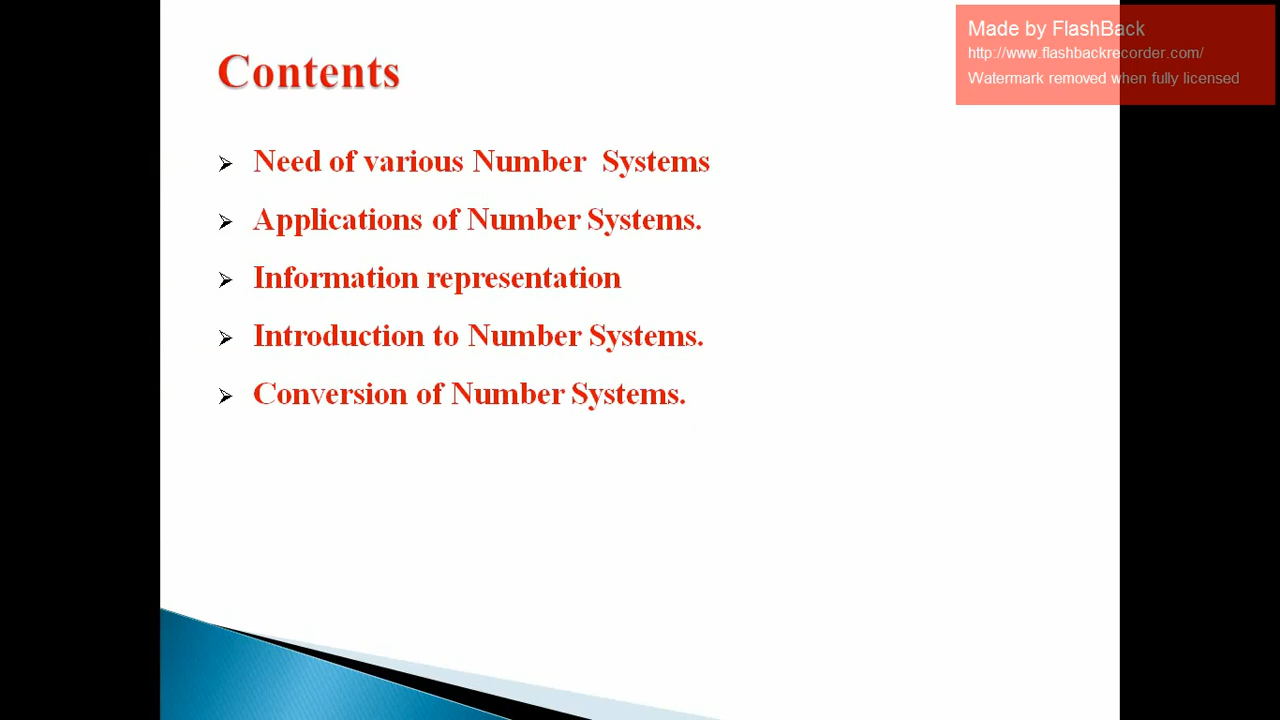 Made by FlashBack
http://www.flashbackrecorder.com/
Watermark removed when fully licensed
Contents
Need of various Number Systems
Applications of Number Systems.
Information representation
Introduction to Number Systems.
Conversion of Number Systems.